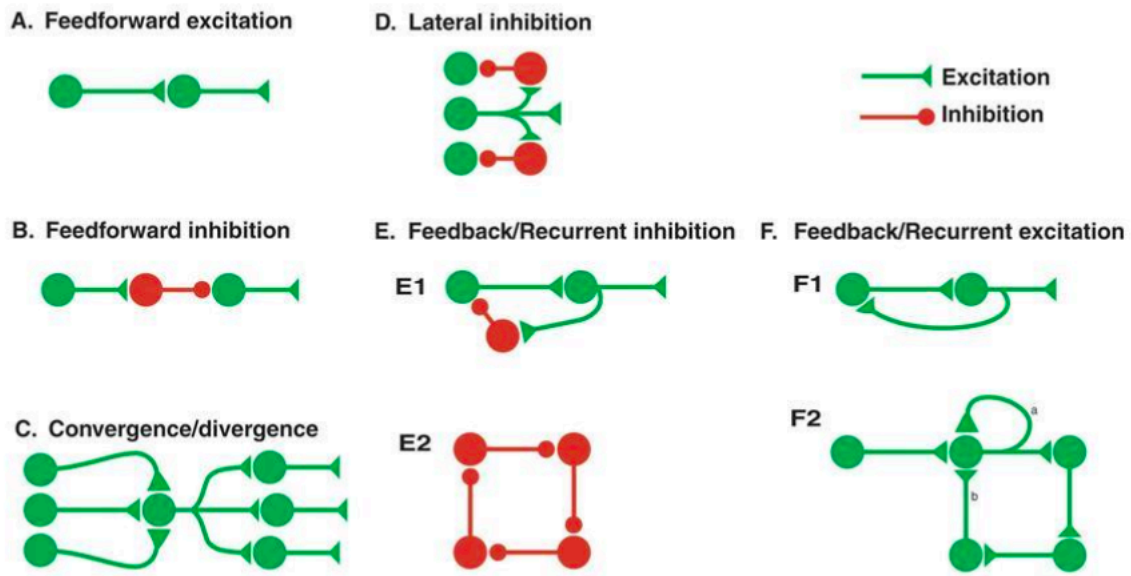 A. Feedforward excitation
D. Lateral inhibition
Excitation
Inhibition
B. Feedforward inhibition
E. Feedback/Recurrent inhibition
F. Feedback/Recurrent excitation
E1
F1
C. Convergence/divergence
E2
F2
a
b